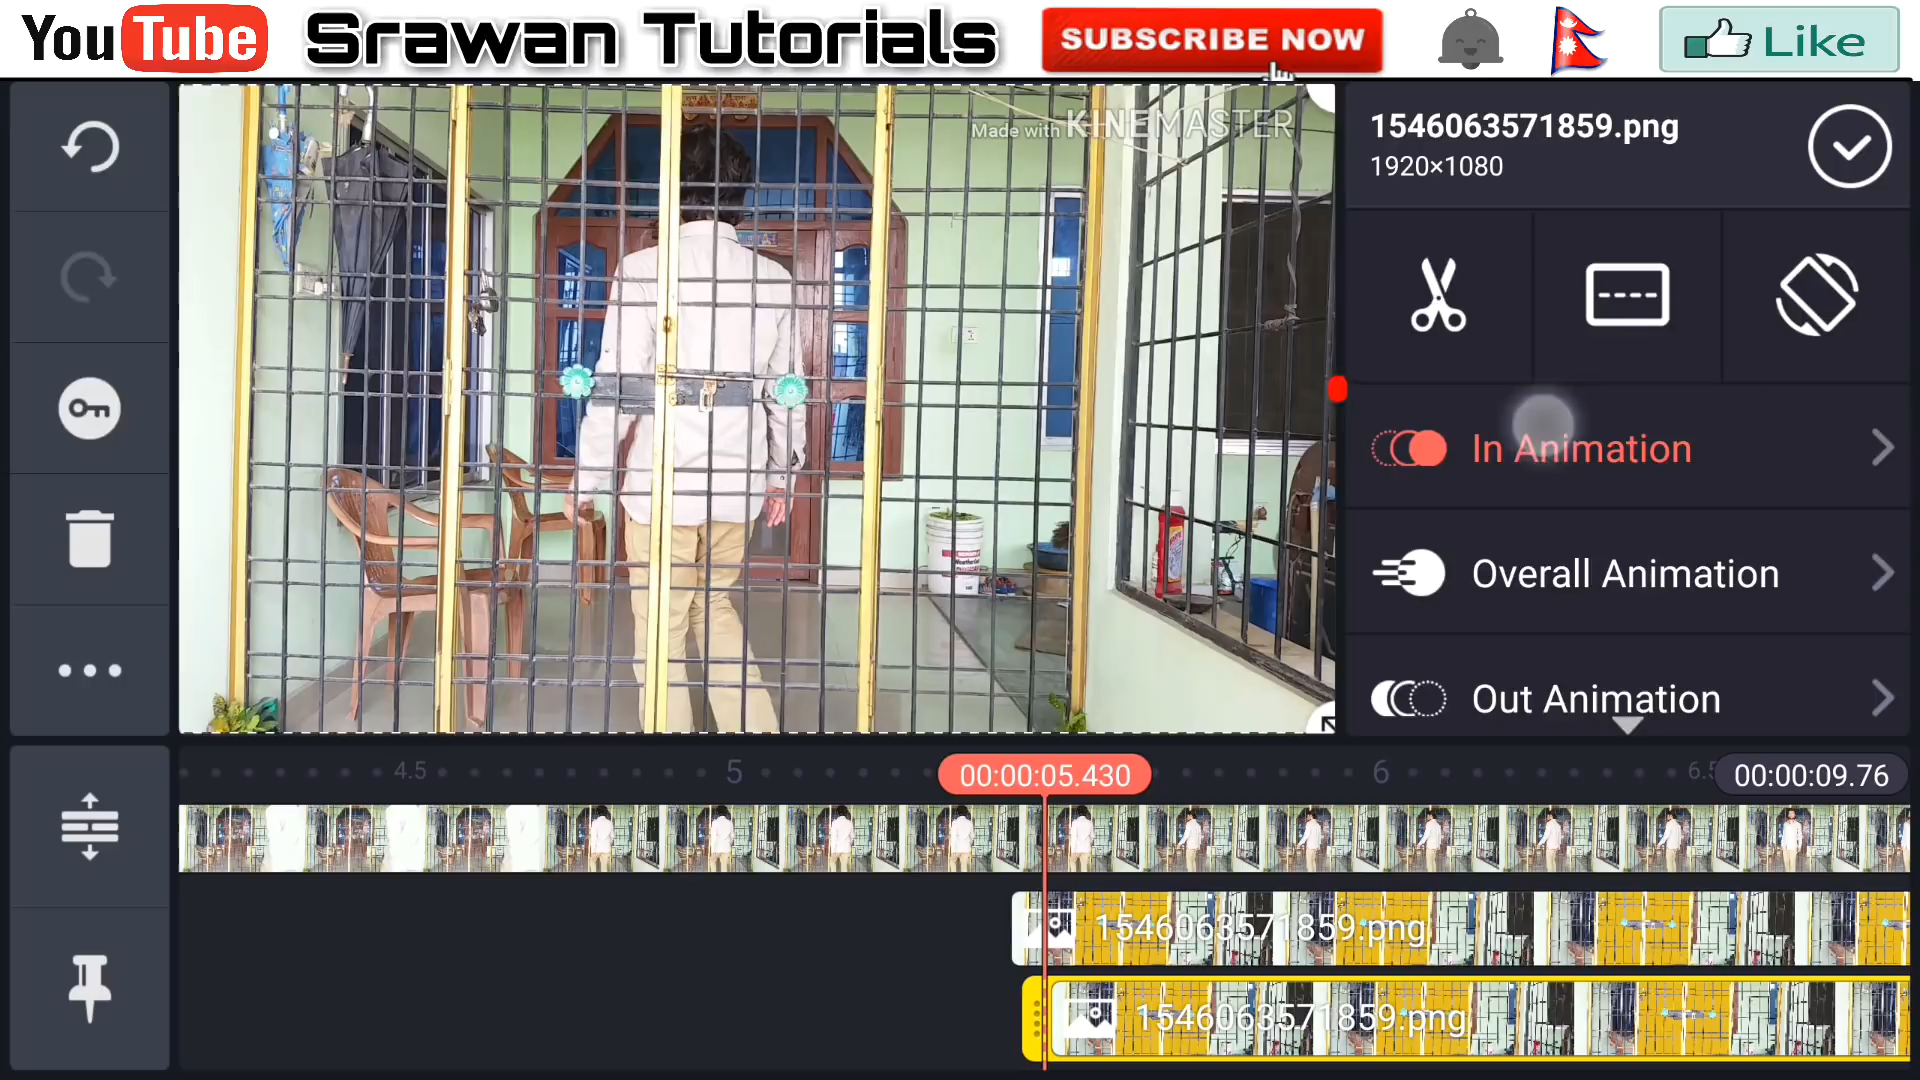 YouTube Srawan Tutorials SUBSCRIBE NOW Like
Made with KINEMASTER
1546063571859.png
1920×1080
In Animation
Overall Animation
Out Animation
4.5 5 00:00:05.430 6 6.5 00:00:09.76
1546063571859.png
1546063571859.png